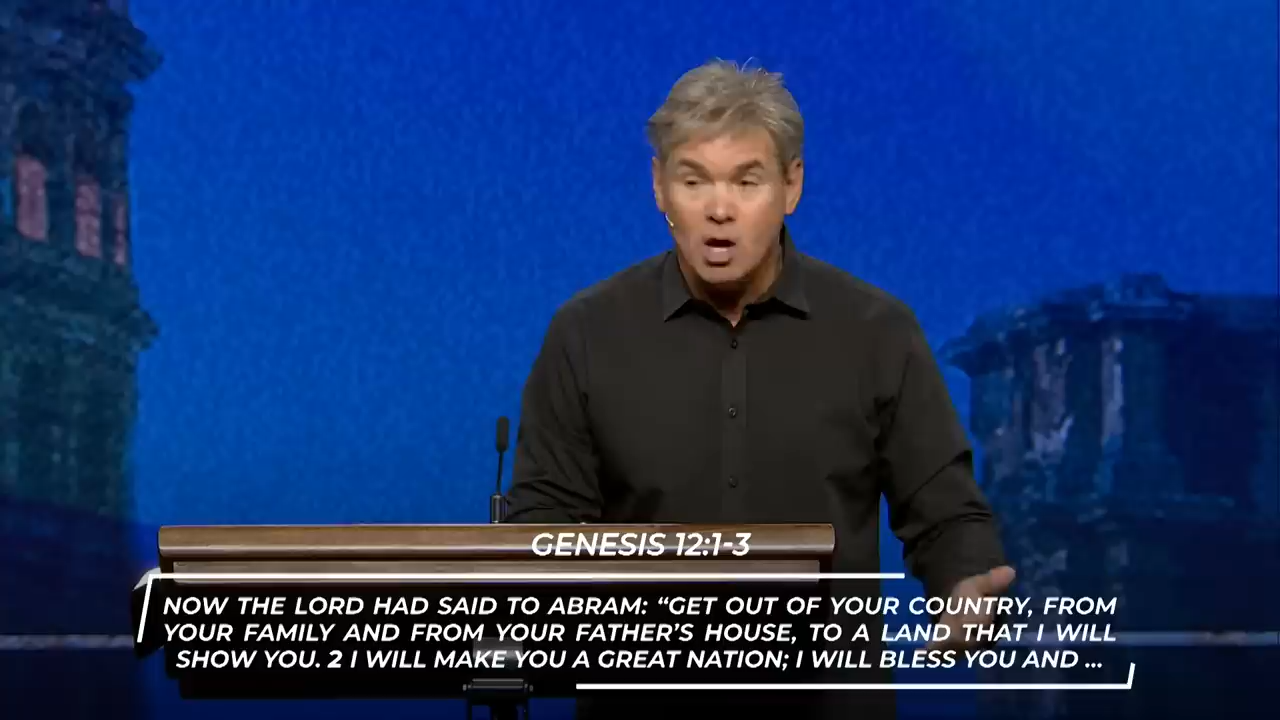 GENESIS 12:1-3
NOW THE LORD HAD SAID TO ABRAM: “GET OUT OF YOUR COUNTRY, FROM
YOUR FAMILY AND FROM YOUR FATHER’S HOUSE, TO A LAND THAT I WILL
SHOW YOU. 2 I WILL MAKE YOU A GREAT NATION; I WILL BLESS YOU AND ...